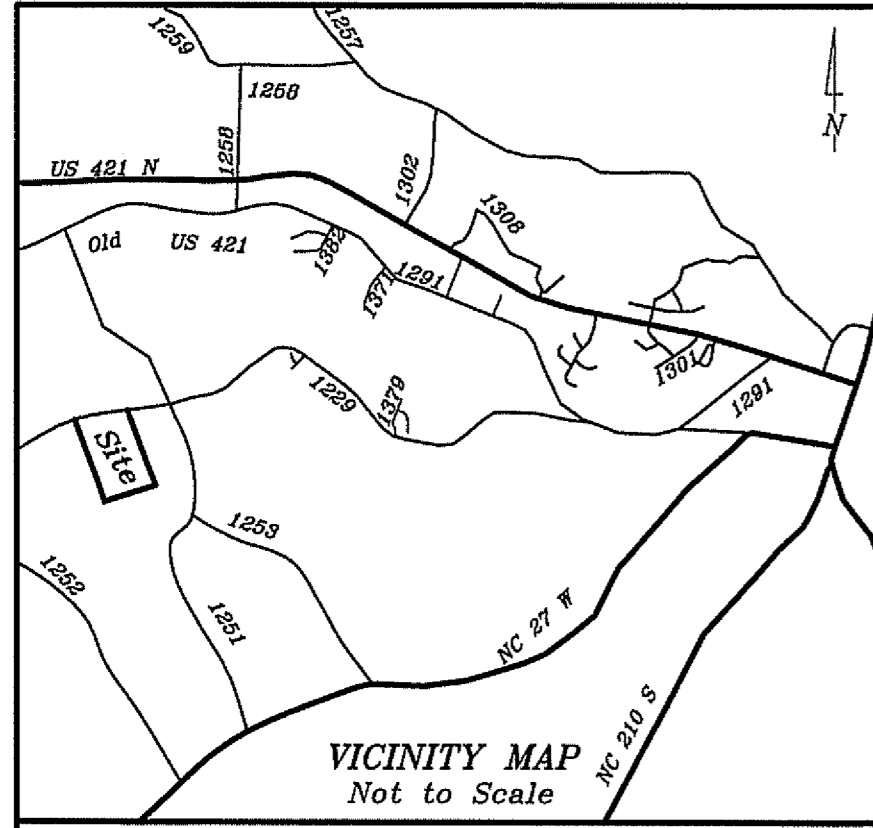 1259
1257
1258
1258
US 421 N
1302
N
1308
Old US 421
1382
1371
1291
1301
1229
1379
1291
Site
1253
1252
1251
NC 27 W
NC 210 S
VICINITY MAP
Not to Scale